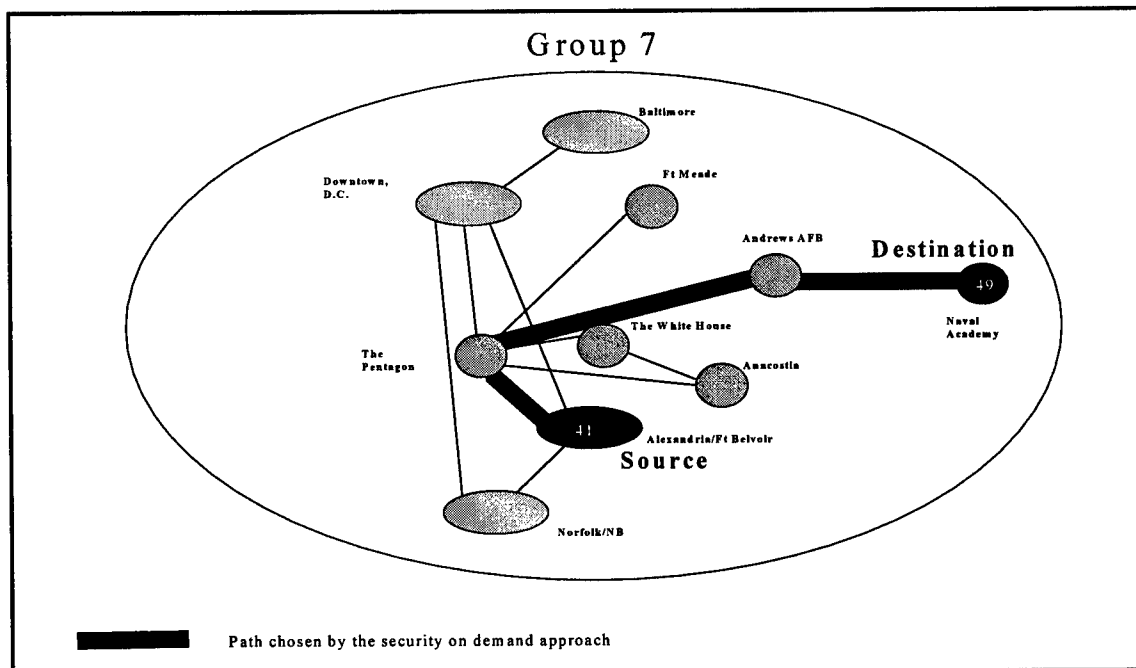 Group 7
Baltimore
Downtown,
D.C.
Ft Meade
Andrews AFB
Destination
49
Naval
Academy
The White House
The
Pentagon
Anacostia
41
Alexandria/Ft Belvoir
Source
Norfolk/NB
Path chosen by the security on demand approach